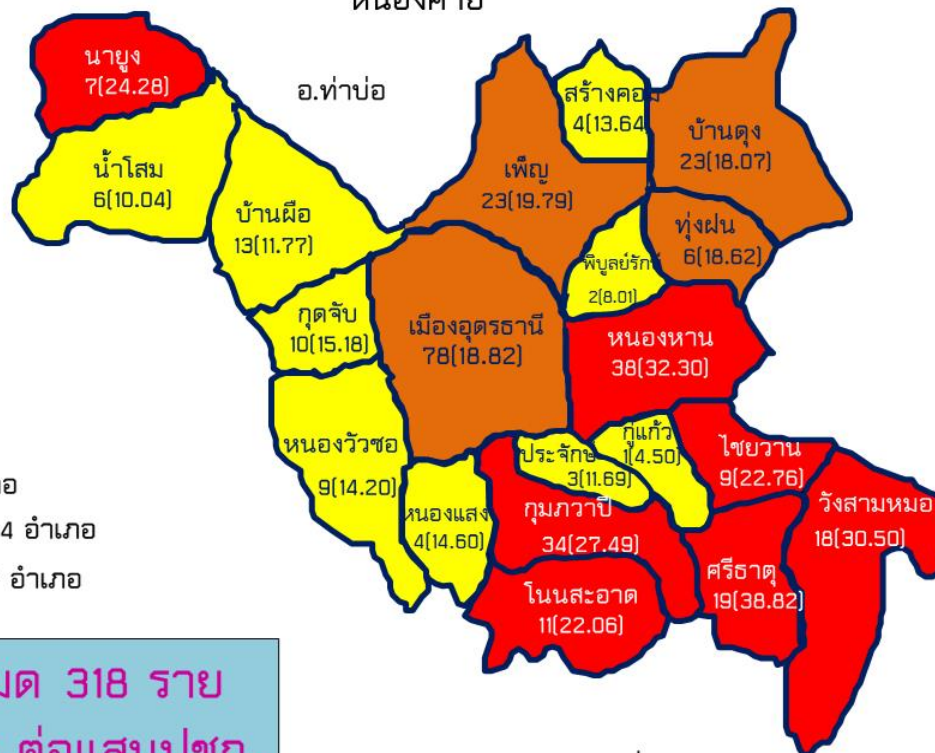 หนองคาย
อ.ท่าบ่อ
นายูง
7(24.28)
น้ำโสม
6(10.04)
บ้านผือ
13(11.77)
เพ็ญ
23(19.79)
สร้างคอม
4(13.64
บ้านดุง
23(18.07)
ทุ่งฝน
6(18.62)
พิบูลย์รักษ์
2(8.01)
กุดจับ
10(15.18)
เมืองอุดรธานี
78(18.82)
หนองหาน
38(32.30)
หนองวัวซอ
9(14.20)
ประจักษ์
3(11.69)
กู่แก้ว
1(4.50)
ไชยวาน
9(22.76)
วังสามหมอ
18(30.50)
หนองแสง
4(14.60)
กุมภวาปี
34(27.49)
ศรีธาตุ
19(38.82)
โนนสะอาด
11(22.06)
4 อำเภอ
อำเภอ
318 ราย
ต่อแสนปชก